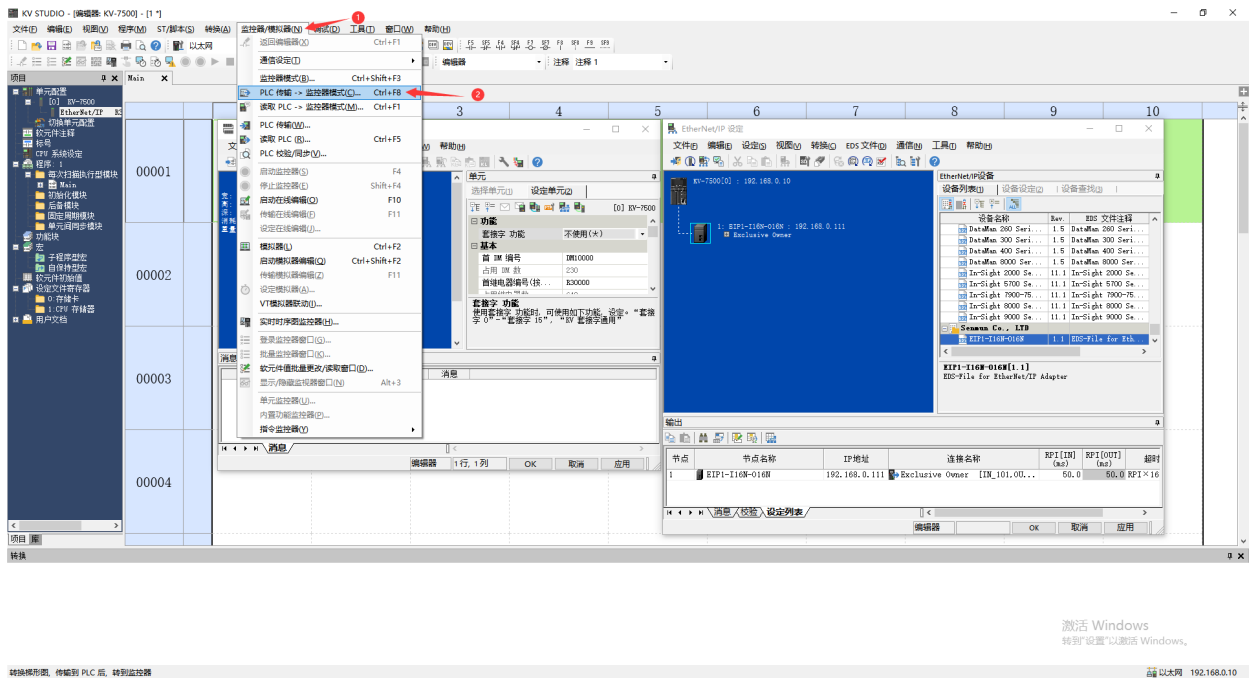 KV STUDIO - [编辑器: KV-7500] - [1 *]
文件(F) 编辑(E) 视图(V) 程序(M) ST/脚本(S) 转换(A) 监控器/模拟器(N) 调试(D) 工具(T) 窗口(W) 帮助(H)
1
以太网
编辑器 注释 注释 1
项目
Main
单元配置
[0] KV-7500
EtherNet/IP R3
切换单元配置
软元件注释
标号
CPU 系统设定
程序: 1
每次扫描执行型模块
Main
初始化模块
后备模块
固定周期模块
单元间同步模块
功能块
宏
子程序型宏
自保持型宏
软元件初始值
设定文件寄存器
0:存储卡
1:CPU 存储器
用户文档
项目 库
转换
返回编辑器(X) Ctrl+F1
通信设定(T)
监控器模式(B)... Ctrl+Shift+F3
PLC 传输 -> 监控器模式(C)... Ctrl+F8
2
读取 PLC -> 监控器模式(M)... Ctrl+F1
PLC 传输(W)...
读取 PLC (R)... Ctrl+F5
PLC 校验/同步(V)...
启动监控器(S) F4
停止监控器(E) Shift+F4
启动在线编辑(O) F10
传输在线编辑(F) F11
设定在线编辑(J)...
模拟器(L) Ctrl+F2
启动模拟器编辑(Q) Ctrl+Shift+F2
传输模拟器编辑(Z) F11
设定模拟器(A)...
VT模拟器联动(I)...
实时时序图监控器(H)...
登录监控器窗口(G)...
批量监控器窗口(K)...
软元件值批量更改/读取窗口(D)...
显示/隐藏监视器窗口(N) Alt+3
单元监控器(U)...
内置功能监控器(P)...
指令监控器(Y)
3 4 5 6 7 8 9 10
00001
00002
00003
00004
帮助(H)
单元
选择单元(1) 设定单元(2)
[0] KV-7500
功能
套接字 功能 不使用(*)
基本
首 DM 编号 DM10000
占用 DM 数 230
首继电器编号(按... R30000
套接字 功能
使用套接字 功能时, 可使用如下功能。设定。“套接
字 0”-“套接字 15”, “KV 套接字通用”
消息
消息
消息
编辑器 1行, 1列 OK 取消 应用
EtherNet/IP 设定
文件(F) 编辑(E) 设定(S) 视图(V) 转换(C) EDS 文件(D) 通信(N) 工具(T) 帮助(H)
KV-7500[0] : 192.168.0.10
1: EIP1-I16N-O16N : 192.168.0.111
Exclusive Owner
EtherNet/IP设备
设备列表(1) 设备设定(2) 设备查找(3)
设备名称 Rev. EDS 文件注释
DataMan 260 Seri... 1.5 DataMan 260 Ser...
DataMan 300 Seri... 1.5 DataMan 300 Ser...
DataMan 400 Seri... 1.5 DataMan 400 Ser...
DataMan 8000 Ser... 1.5 DataMan 8000 Ser...
In-Sight 2000 Se... 11.1 In-Sight 2000 Se...
In-Sight 5700 Se... 11.1 In-Sight 5700 Se...
In-Sight 7900-75... 11.1 In-Sight 7900-75...
In-Sight 8000 Se... 11.1 In-Sight 8000 Se...
In-Sight 9000 Se... 11.1 In-Sight 9000 Se...
Senmun Co., LTD
EIP1-I16N-O16N 1.1 EDS-File for Eth...
EIP1-I16N-O16N[1.1]
EDS-File for EtherNet/IP Adapter
输出
节点 节点名称 IP地址 连接名称 RPI[IN] (ms) RPI[OUT] (ms) 超时
1 EIP1-I16N-O16N 192.168.0.111 Exclusive Owner [IN_101,OU... 50.0 50.0 RPI×16
消息 校验 设定列表
编辑器 OK 取消 应用
激活 Windows
转到“设置”以激活 Windows。
转换梯形图, 传输到 PLC 后, 转到监控器
以太网 192.168.0.10